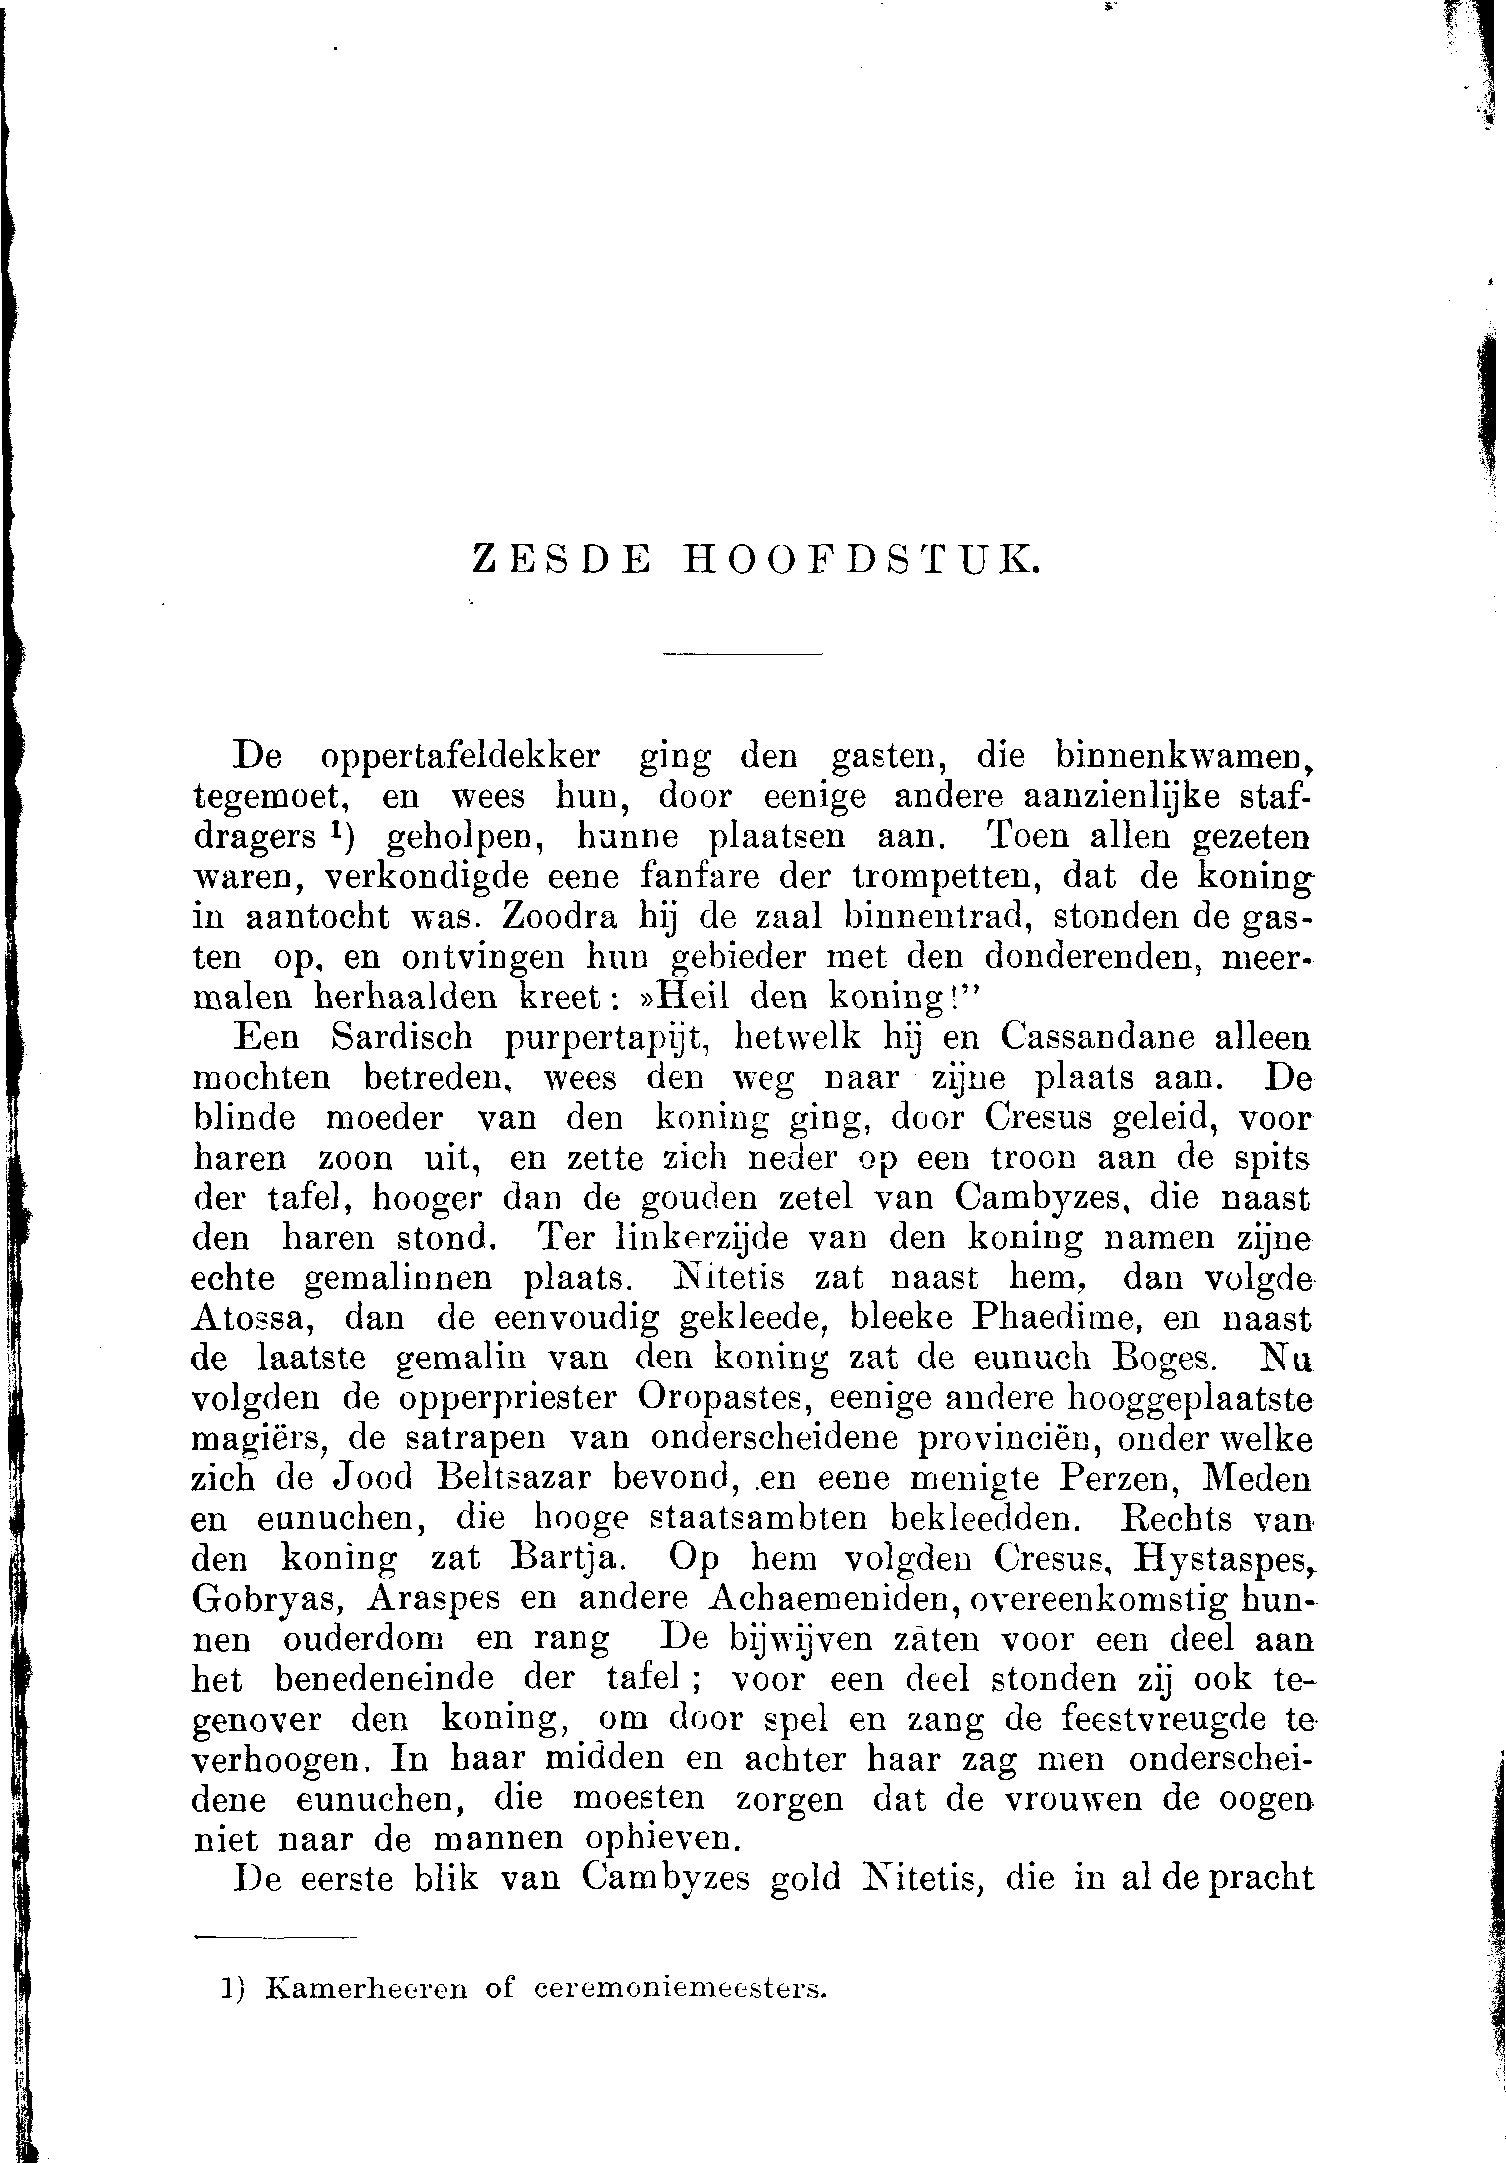 ZESDE HOOFDSTUK.
De oppertafeldekker ging den gasten, die binnenkwamen,
tegemoet, en wees hun, door eenige andere aanzienlijke staf-
dragers ¹) geholpen, hunne plaatsen aan. Toen allen gezeten
waren, verkondigde eene fanfare der trompetten, dat de koning
in aantocht was. Zoodra hij de zaal binnentrad, stonden de gas-
ten op, en ontvingen hun gebieder met den donderenden, meer-
malen herhaalden kreet: »Heil den koning!”
Een Sardisch purpertapijt, hetwelk hij en Cassandane alleen
mochten betreden, wees den weg naar zijne plaats aan. De
blinde moeder van den koning ging, door Cresus geleid, voor
haren zoon uit, en zette zich neder op een troon aan de spits
der tafel, hooger dan de gouden zetel van Cambyzes, die naast
den haren stond. Ter linkerzijde van den koning namen zijne
echte gemalinnen plaats. Nitetis zat naast hem, dan volgde
Atossa, dan de eenvoudig gekleede, bleeke Phaedime, en naast
de laatste gemalin van den koning zat de eunuch Boges. Nu
volgden de opperpriester Oropastes, eenige andere hooggeplaatste
magiërs, de satrapen van onderscheidene provinciën, onder welke
zich de Jood Beltsazar bevond, en eene menigte Perzen, Meden
en eunuchen, die hooge staatsambten bekleedden. Rechts van
den koning zat Bartja. Op hem volgden Cresus, Hystaspes,
Gobryas, Araspes en andere Achaemeniden, overeenkomstig hun-
nen ouderdom en rang De bijwijven zaten voor een deel aan
het benedeneinde der tafel; voor een deel stonden zij ook te-
genover den koning, om door spel en zang de feestvreugde te
verhoogen. In haar midden en achter haar zag men onderschei-
dene eunuchen, die moesten zorgen dat de vrouwen de oogen
niet naar de mannen ophieven.
De eerste blik van Cambyzes gold Nitetis, die in al de pracht
1) Kamerheeren of ceremoniemeesters.